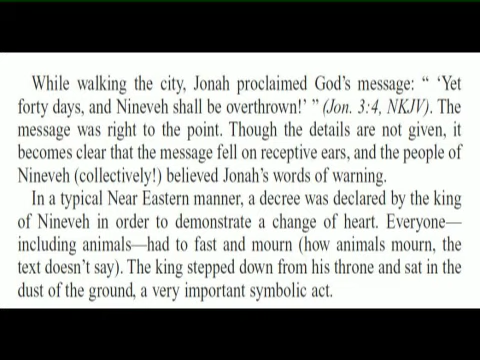 While walking the city, Jonah proclaimed God's message: “ ‘Yet
forty days, and Nineveh shall be overthrown!’ ” (Jon. 3:4, NKJV). The
message was right to the point. Though the details are not given, it
becomes clear that the message fell on receptive ears, and the people of
Nineveh (collectively!) believed Jonah's words of warning.
In a typical Near Eastern manner, a decree was declared by the king
of Nineveh in order to demonstrate a change of heart. Everyone—
including animals—had to fast and mourn (how animals mourn, the
text doesn't say). The king stepped down from his throne and sat in the
dust of the ground, a very important symbolic act.